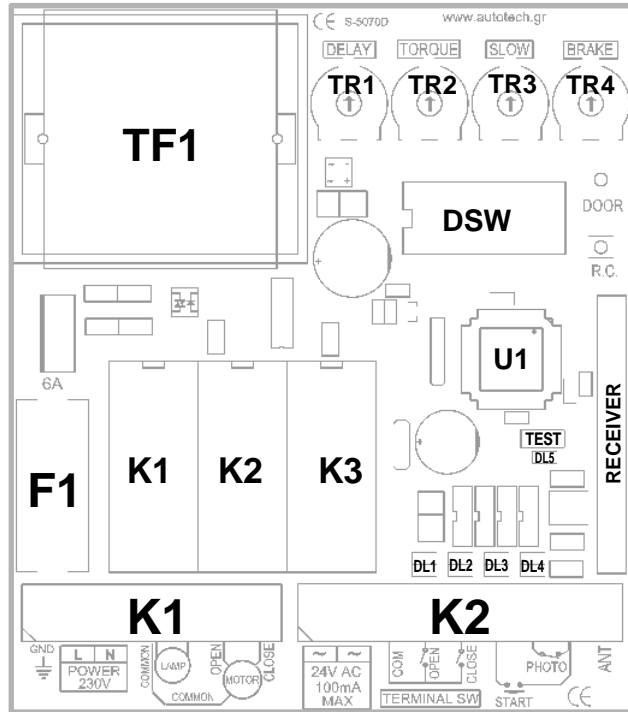 S-5070D www.autotech.gr
DELAY TORQUE SLOW BRAKE
TR1 TR2 TR3 TR4
TF1
DSW
DOOR
R.C.
U1
6A
RECEIVER
TEST
DL5
F1
K1 K2 K3
DL1 DL2 DL3 DL4
K1 K2
GND
L N
POWER
230V
COMMON
LAMP
COMMON
OPEN
MOTOR
CLOSE
~ ~
24V AC
100mA
MAX
COM
OPEN
CLOSE
TERMINAL SW
START
PHOTO
ANT